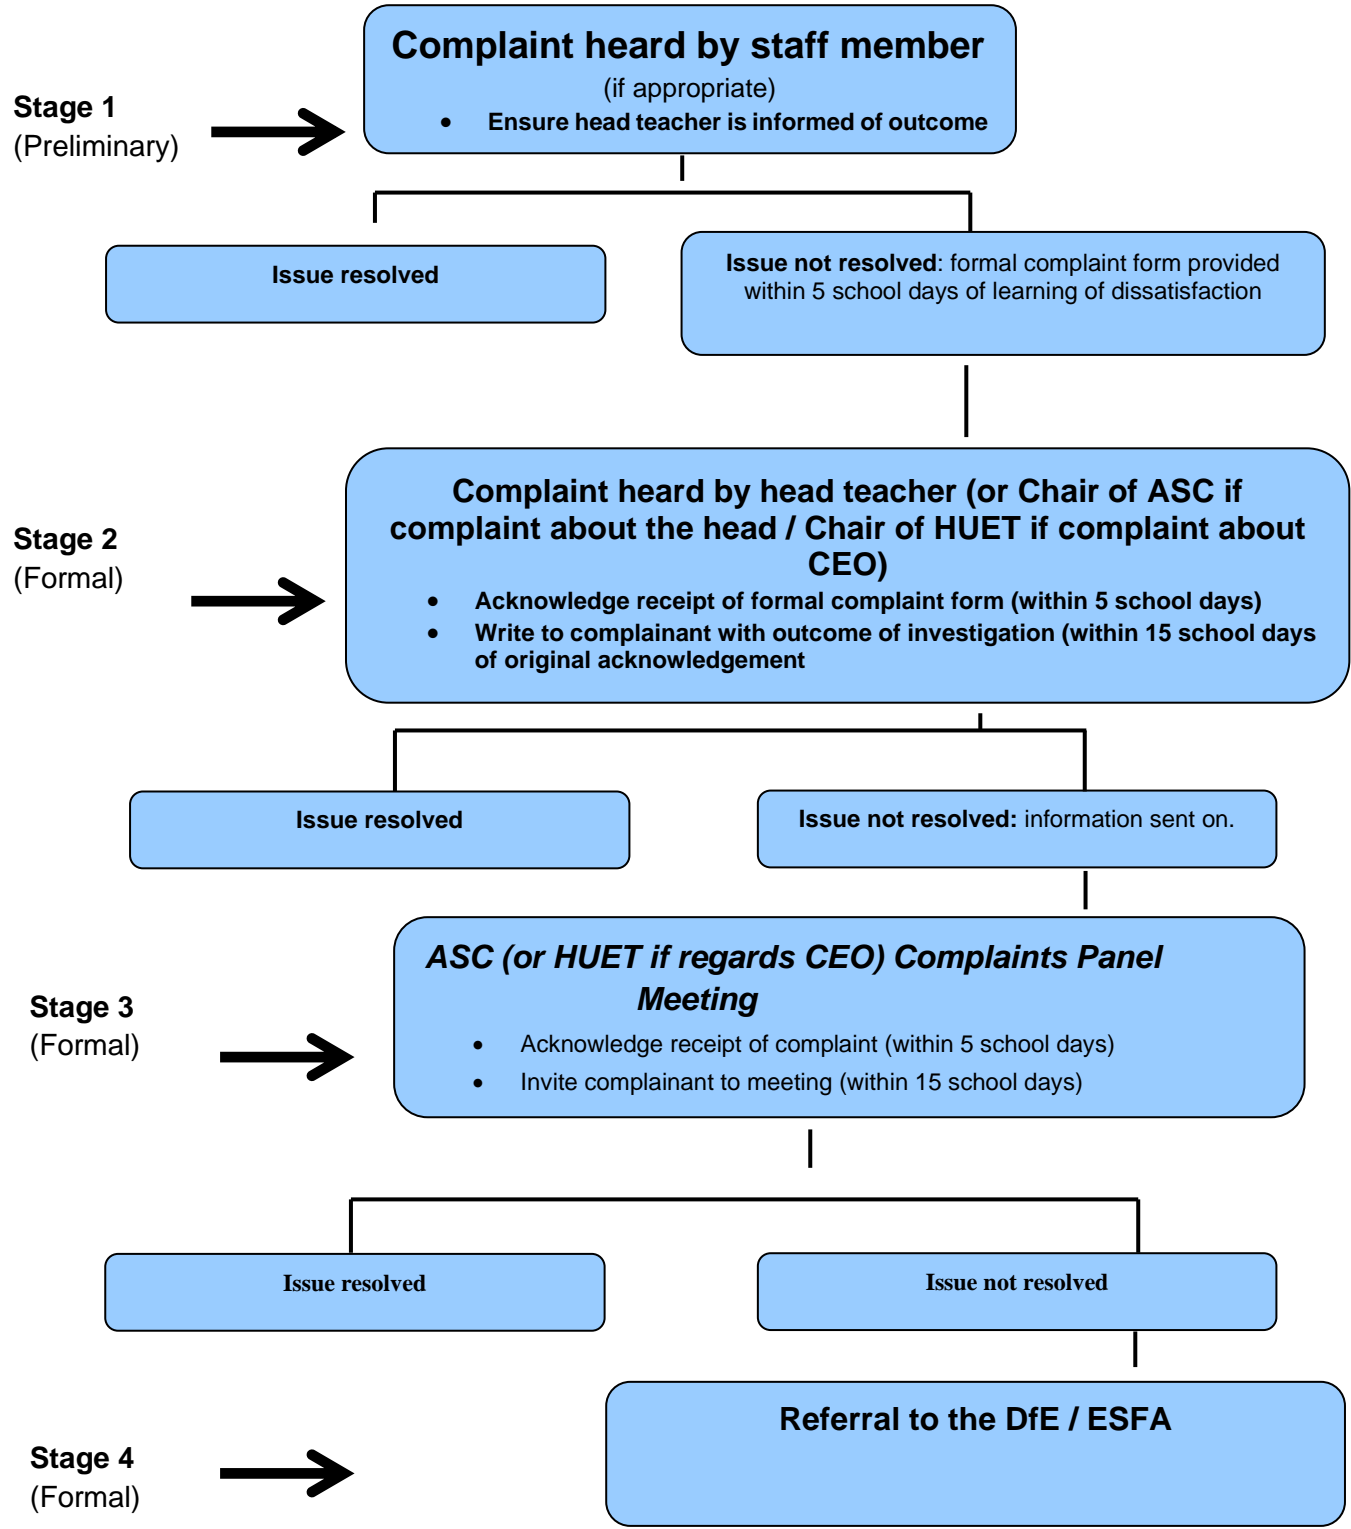 Complaint heard by staff member
(if appropriate)
• Ensure head teacher is informed of outcome
Stage 1
(Preliminary)
Issue resolved
Issue not resolved: formal complaint form provided
within 5 school days of learning of dissatisfaction
Complaint heard by head teacher (or Chair of ASC if
complaint about the head / Chair of HUET if complaint about
CEO)
• Acknowledge receipt of formal complaint form (within 5 school days)
• Write to complainant with outcome of investigation (within 15 school days
of original acknowledgement
Stage 2
(Formal)
Issue resolved
Issue not resolved: information sent on.
ASC (or HUET if regards CEO) Complaints Panel
Meeting
• Acknowledge receipt of complaint (within 5 school days)
• Invite complainant to meeting (within 15 school days)
Stage 3
(Formal)
Issue resolved
Issue not resolved
Referral to the DfE / ESFA
Stage 4
(Formal)